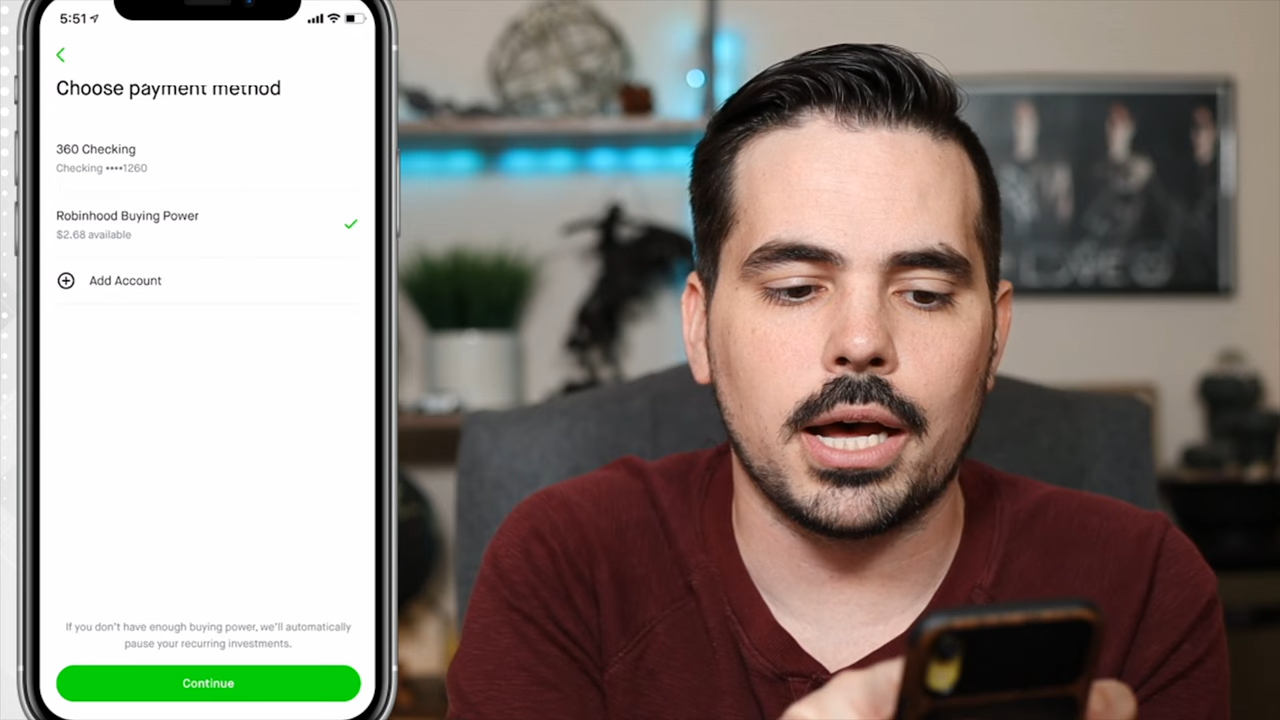 5:51
Choose payment method
360 Checking
Checking ••••1260
Robinhood Buying Power
$2.68 available
Add Account
If you don't have enough buying power, we'll automatically
pause your recurring investments.
Continue